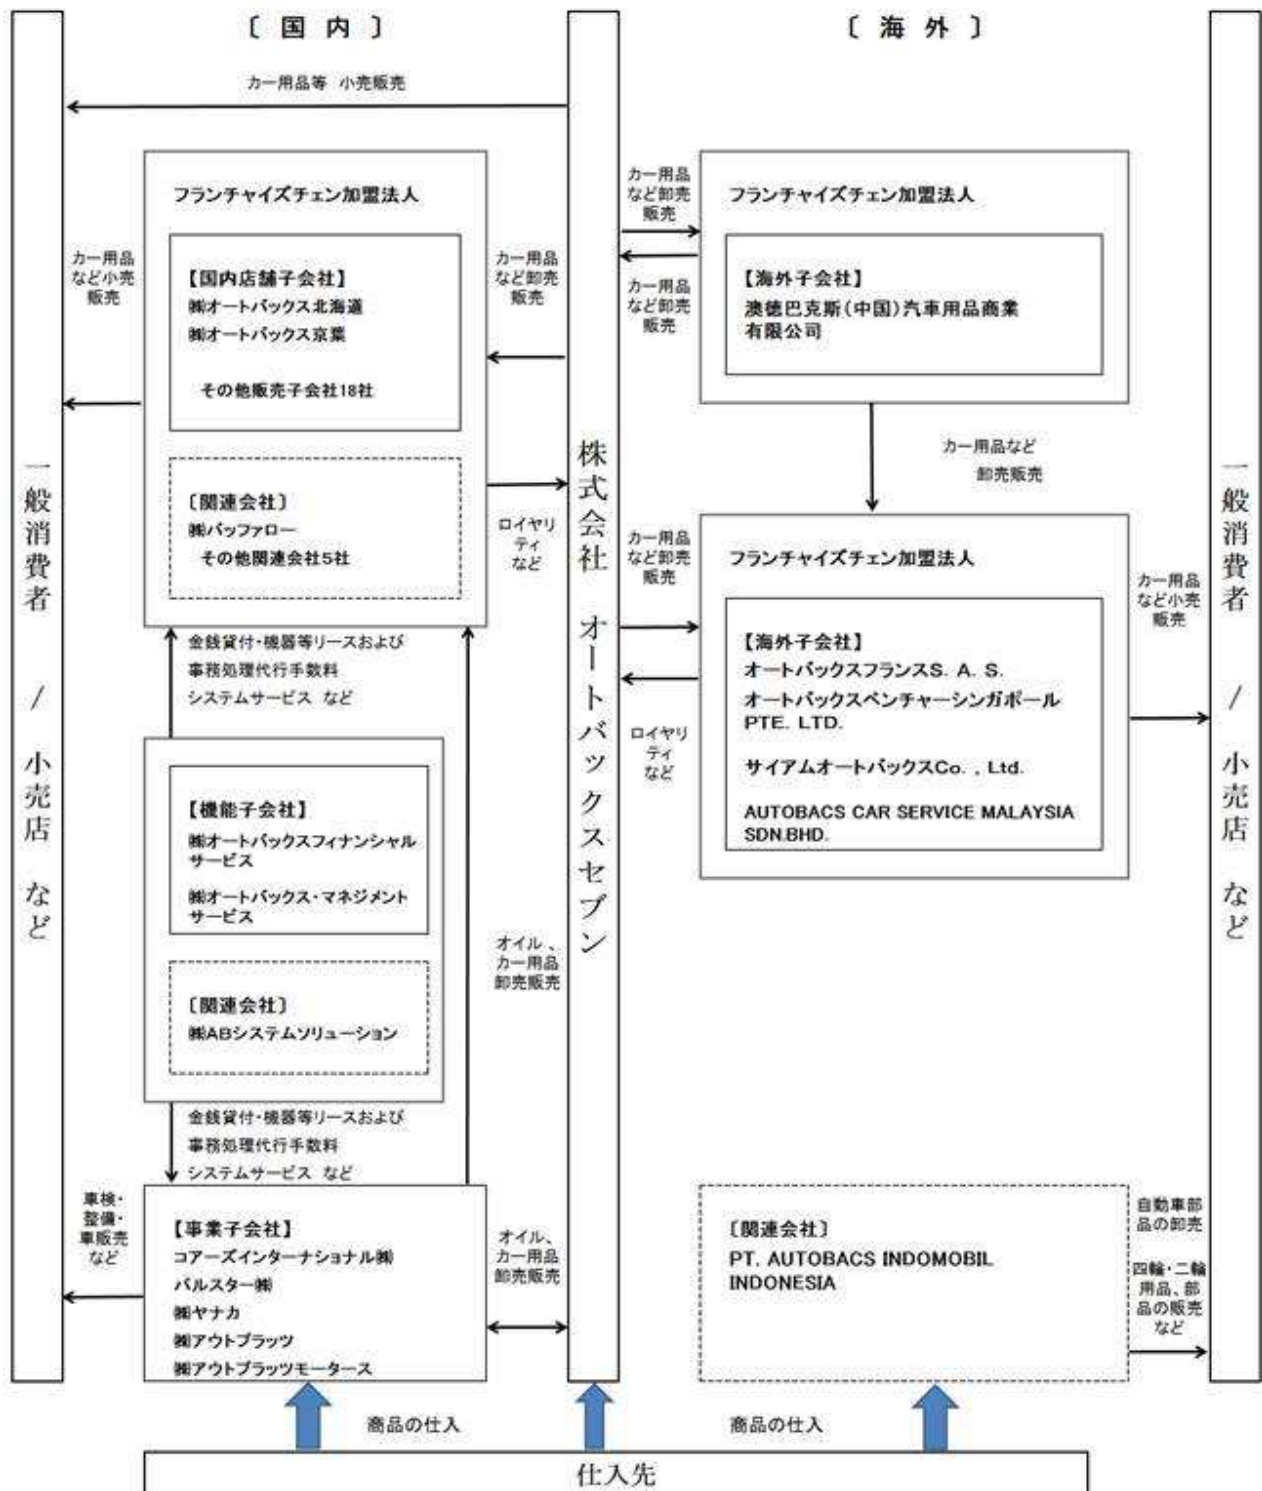 〔 国 内 〕
〔 海 外 〕
カー用品等 小売販売
フランチャイズチェン加盟法人
【国内店舗子会社】
㈱オートバックス北海道
㈱オートバックス京葉
その他販売子会社18社
〔関連会社〕
㈱バッファロー
その他関連会社5社
カー用品
など小売
販売
カー用品
など卸売
販売
ロイヤリ
ティ
など
金銭貸付・機器等リースおよび
事務処理代行手数料
システムサービス など
【機能子会社】
㈱オートバックスフィナンシャル
サービス
㈱オートバックス・マネジメント
サービス
〔関連会社〕
㈱ABシステムソリューション
オイル、
カー用品
卸売販売
金銭貸付・機器等リースおよび
事務処理代行手数料
システムサービス など
車検・
整備・
車販売
など
【事業子会社】
コアーズインターナショナル㈱
パルスター㈱
㈱ヤナカ
㈱アウトプラッツ
㈱アウトプラッツモータース
オイル、
カー用品
卸売販売
一般消費者 / 小売店 など
株式会社 オートバックスセブン
カー用品
など卸売
販売
カー用品
など卸売
販売
フランチャイズチェン加盟法人
【海外子会社】
澳徳巴克斯(中国)汽車用品商業
有限公司
カー用品など
卸売販売
カー用品
など卸売
販売
ロイヤリ
ティ
など
フランチャイズチェン加盟法人
【海外子会社】
オートバックスフランスS. A. S.
オートバックスベンチャーシンガポール
PTE. LTD.
サイアムオートバックスCo. , Ltd.
AUTOBACS CAR SERVICE MALAYSIA
SDN.BHD.
カー用品
など小売
販売
〔関連会社〕
PT. AUTOBACS INDOMOBIL
INDONESIA
自動車部
品の卸売
四輪・二輪
用品、部
品の販売
など
一般消費者 / 小売店 など
商品の仕入
商品の仕入
仕入先